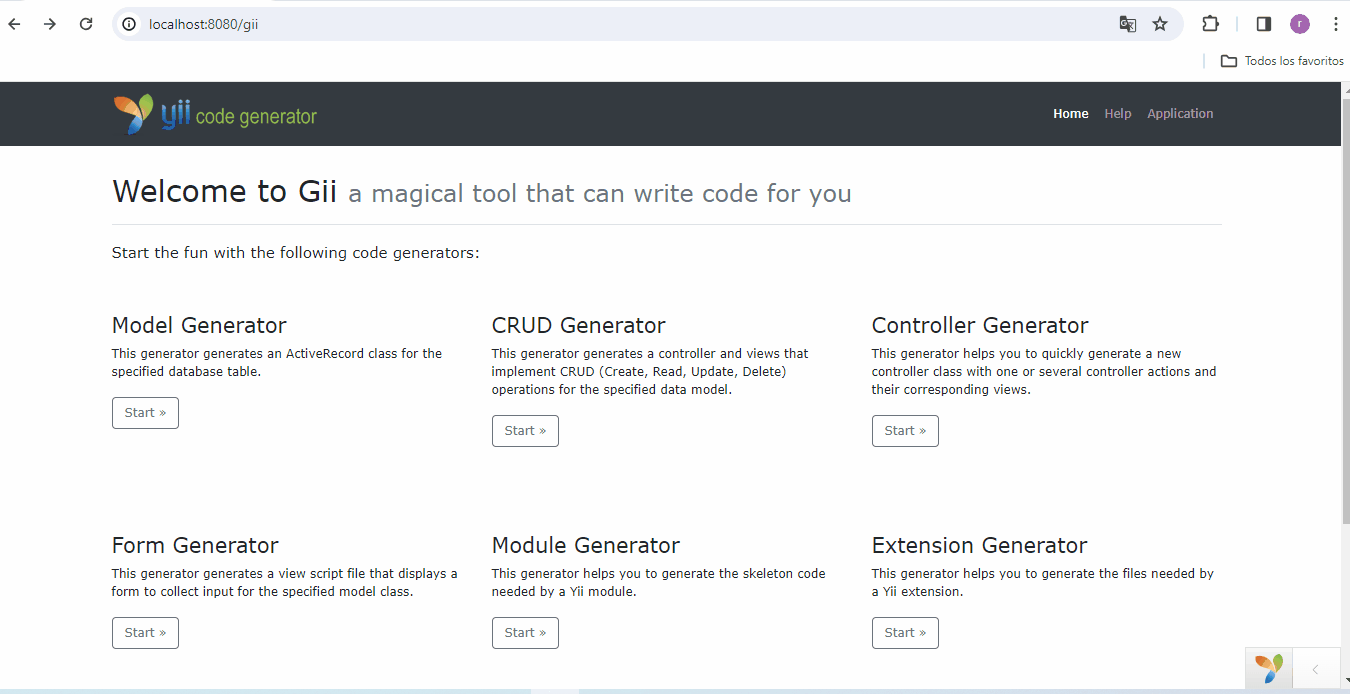 localhost:8080/gii
r
Todos los favoritos
yii code generator
Home Help Application
Welcome to Gii a magical tool that can write code for you
Start the fun with the following code generators:
Model Generator
This generator generates an ActiveRecord class for the
specified database table.
Start »
CRUD Generator
This generator generates a controller and views that
implement CRUD (Create, Read, Update, Delete)
operations for the specified data model.
Start »
Controller Generator
This generator helps you to quickly generate a new
controller class with one or several controller actions and
their corresponding views.
Start »
Form Generator
This generator generates a view script file that displays a
form to collect input for the specified model class.
Start »
Module Generator
This generator helps you to generate the skeleton code
needed by a Yii module.
Start »
Extension Generator
This generator helps you to generate the files needed by
a Yii extension.
Start »